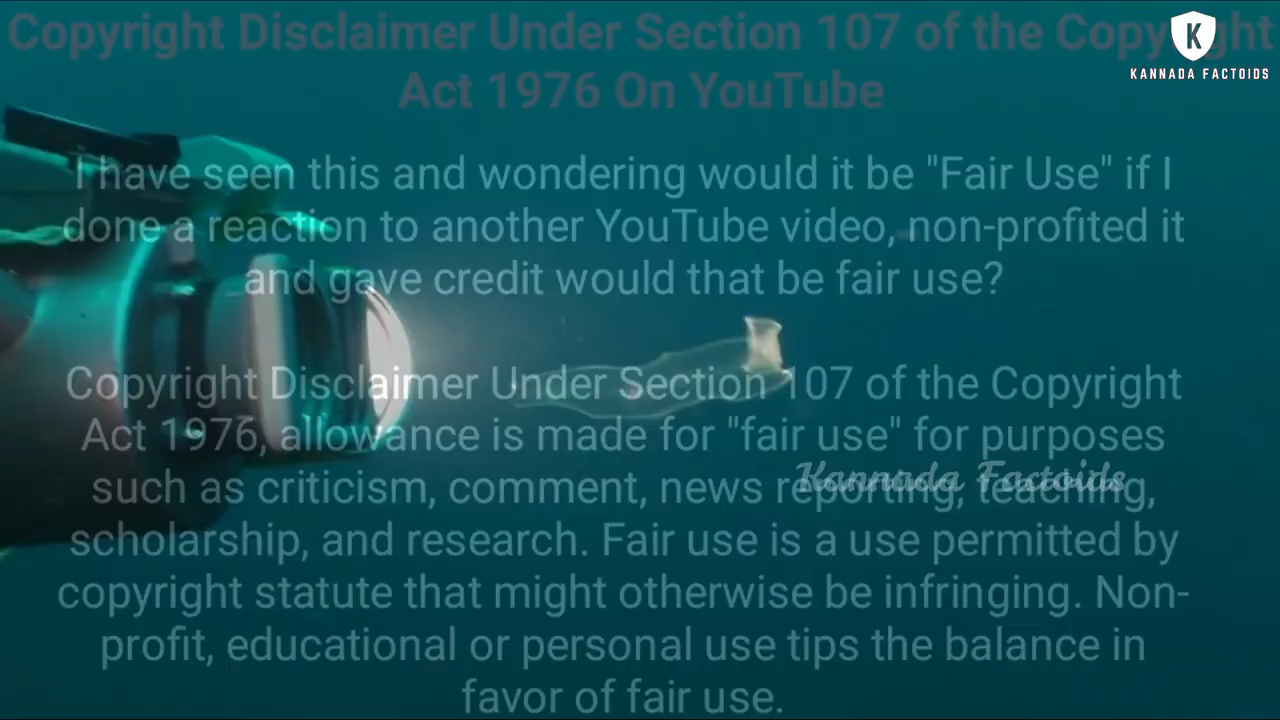 Copyright Disclaimer Under Section 107 of the Copyright
Act 1976 On YouTube
K
KANNADA FACTOIDS
I have seen this and wondering would it be "Fair Use" if I
done a reaction to another YouTube video, non-profited it
and gave credit would that be fair use?
Copyright Disclaimer Under Section 107 of the Copyright
Act 1976, allowance is made for "fair use" for purposes
Kannada Factoids
such as criticism, comment, news reporting, teaching,
scholarship, and research. Fair use is a use permitted by
copyright statute that might otherwise be infringing. Non-
profit, educational or personal use tips the balance in
favor of fair use.